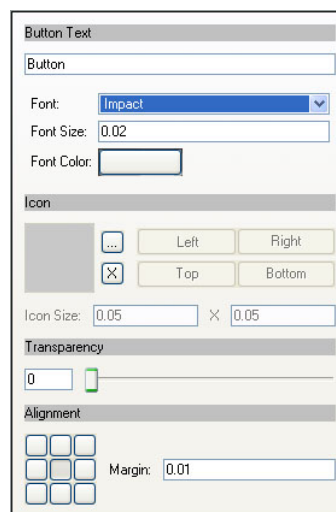 Button Text
Button
Font: Impact
Font Size: 0.02
Font Color:
Icon
... Left Right
X Top Bottom
Icon Size: 0.05 X 0.05
Transparency
0
Alignment
Margin: 0.01